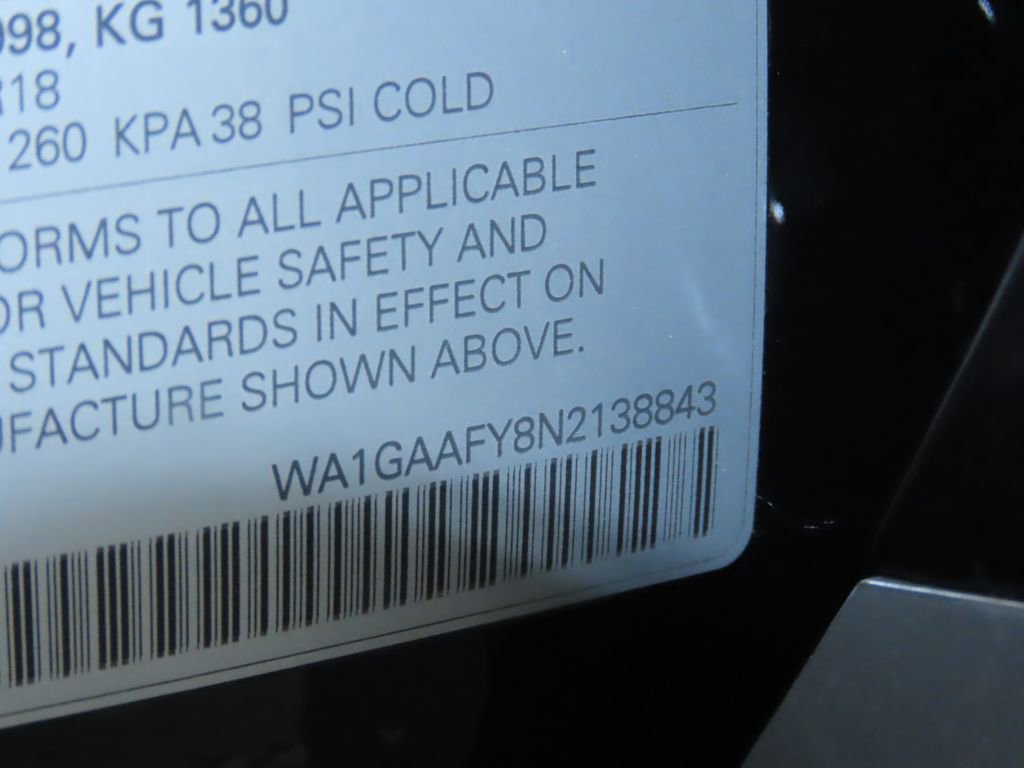 998, KG 1360
R18
260 KPA 38 PSI COLD
ORMS TO ALL APPLICABLE
OR VEHICLE SAFETY AND
STANDARDS IN EFFECT ON
UFACTURE SHOWN ABOVE.
WA1GAAFY8N2138843